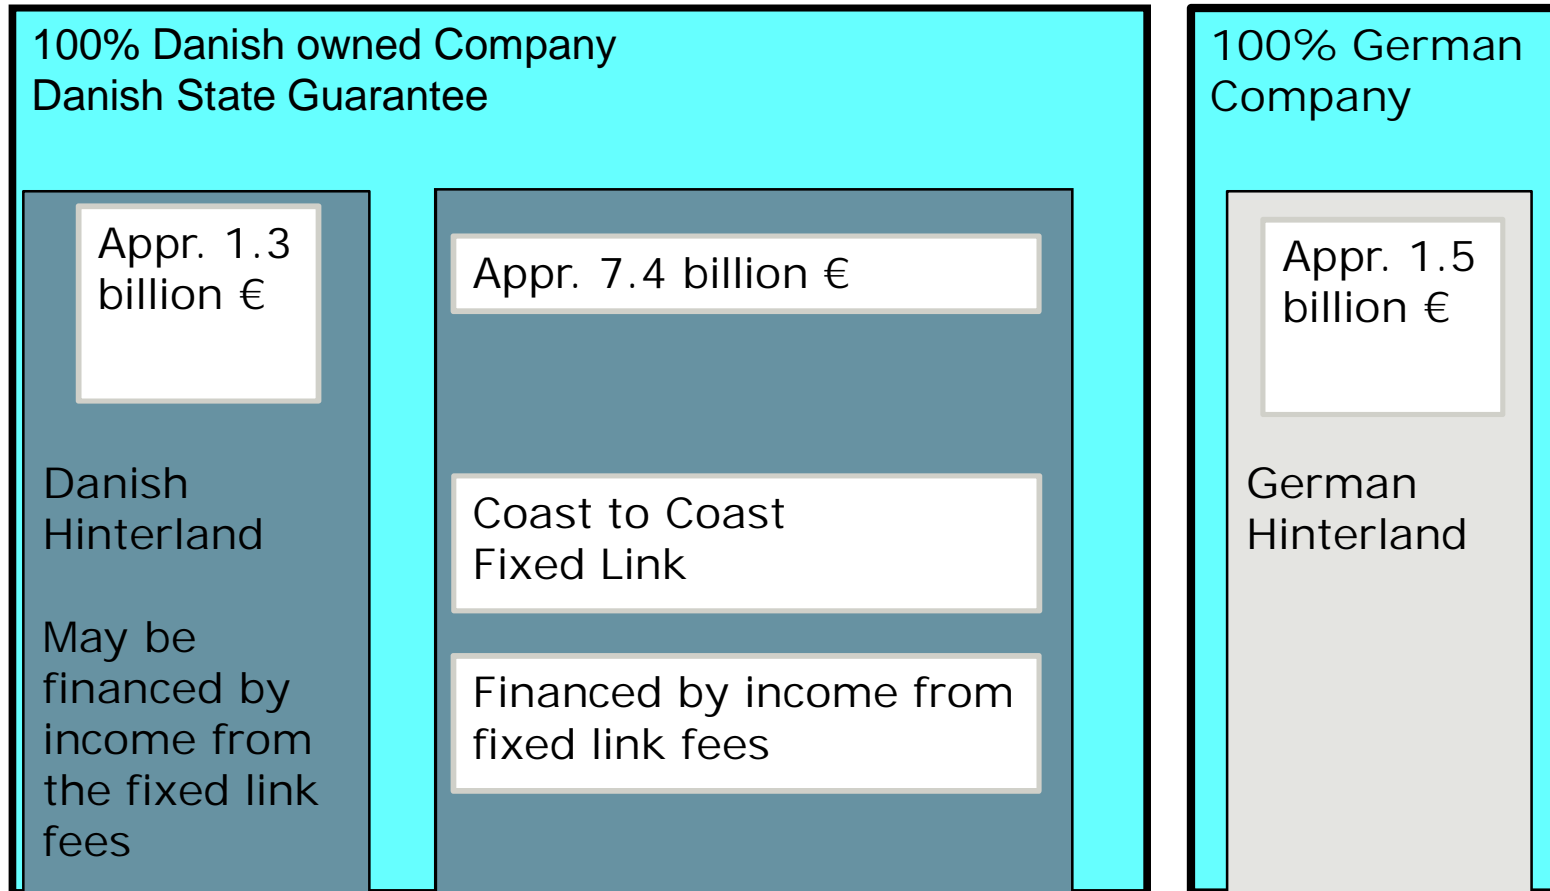 100% Danish owned Company
Danish State Guarantee
Appr. 1.3
billion €
Danish
Hinterland
May be
financed by
income from
the fixed link
fees
Appr. 7.4 billion €
Coast to Coast
Fixed Link
Financed by income from
fixed link fees
100% German
Company
Appr. 1.5
billion €
German
Hinterland